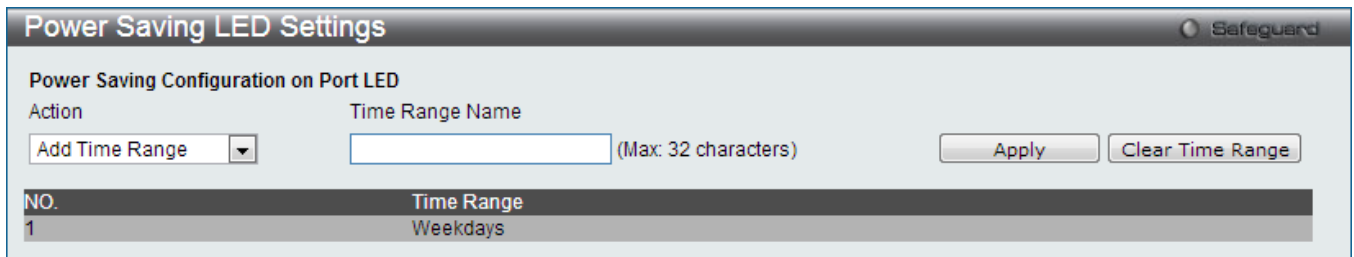 Power Saving LED Settings
Safeguard
Power Saving Configuration on Port LED
Action Time Range Name
Add Time Range (Max: 32 characters) Apply Clear Time Range
NO. Time Range
1 Weekdays